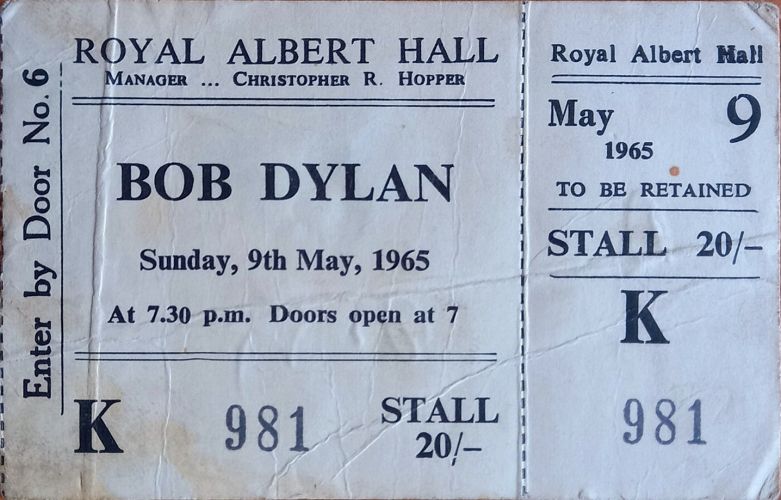 Enter by Door No. 6
ROYAL ALBERT HALL
MANAGER ... CHRISTOPHER R. HOPPER
BOB DYLAN
Sunday, 9th May, 1965
At 7.30 p.m. Doors open at 7
K 981 STALL
20/–
Royal Albert Hall
May 9
1965
TO BE RETAINED
STALL 20/–
K
981